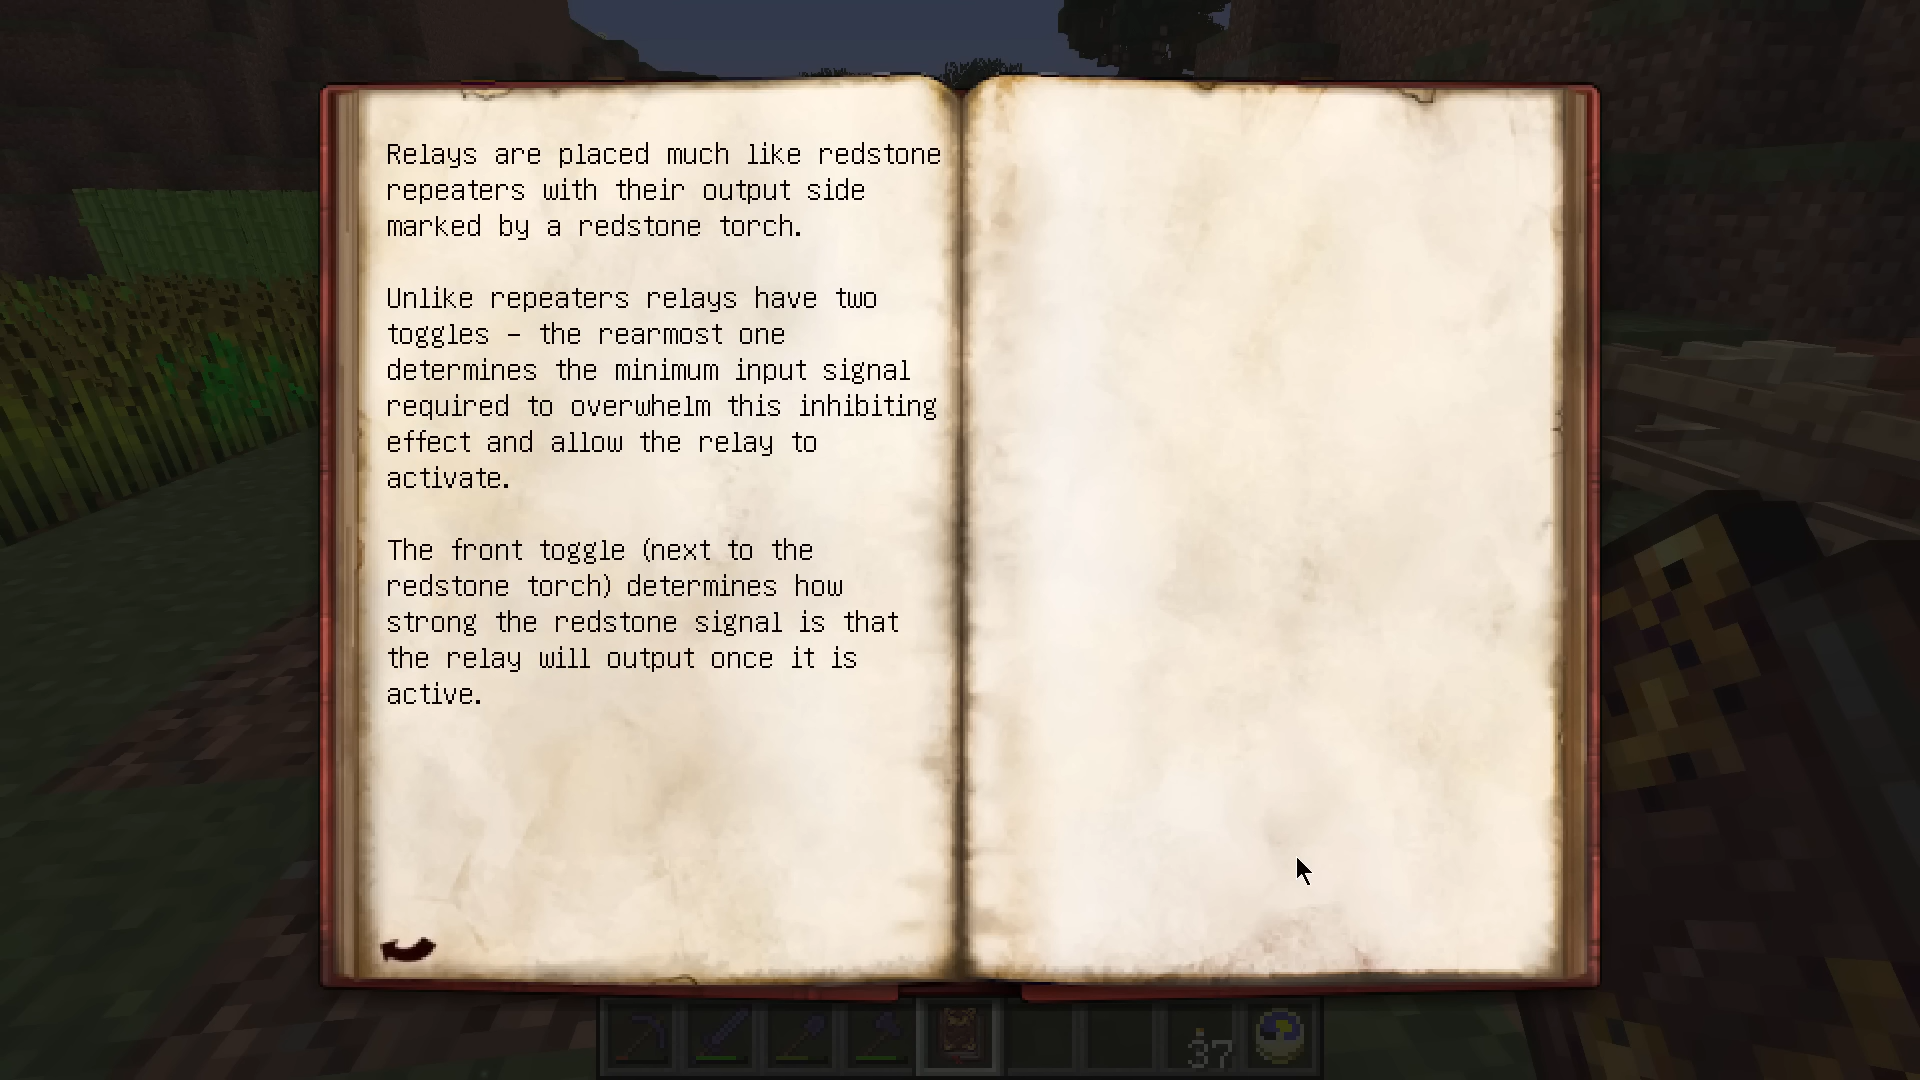 Relays are placed much like redstone
repeaters with their output side
marked by a redstone torch.
Unlike repeaters relays have two
toggles – the rearmost one
determines the minimum input signal
required to overwhelm this inhibiting
effect and allow the relay to
activate.
The front toggle (next to the
redstone torch) determines how
strong the redstone signal is that
the relay will output once it is
active.
37